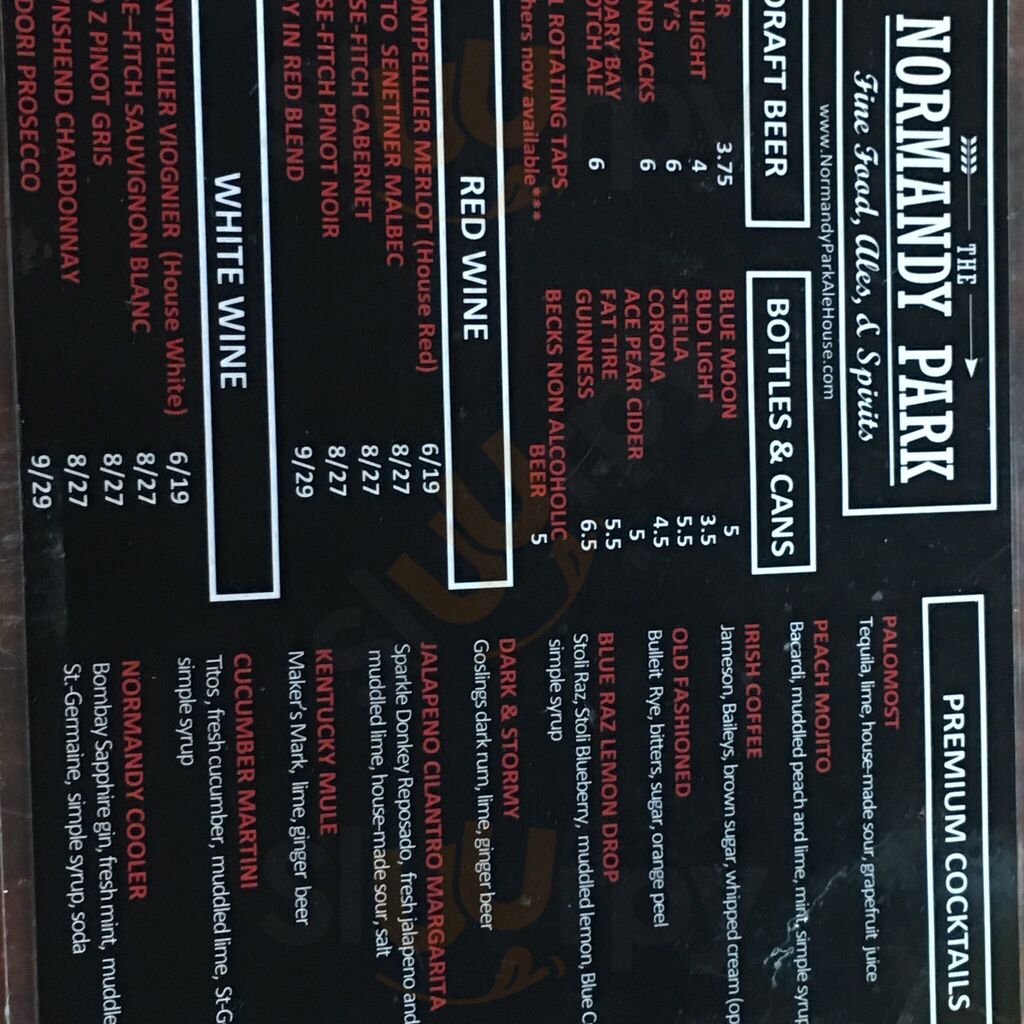 THE
NORMANDY PARK
Fine Food, Ales, & Spirits
www.NormandyParkAleHouse.com
DRAFT BEER
3.75
LIGHT 4
6
JACKS 6
BAY
ALE 6
ROTATING TAPS
now available***
BOTTLES & CANS
BLUE MOON 5
BUD LIGHT 3.5
STELLA 5.5
CORONA 4.5
ACE PEAR CIDER 5
FAT TIRE 5.5
GUINNESS 6.5
BECKS NON ALCOHOLIC
BEER 5
RED WINE
MERLOT (House Red) 6/19
SENETINER MALBEC 8/27
FITCH CABERNET 8/27
FITCH PINOT NOIR 8/27
IN RED BLEND 9/29
WHITE WINE
VIOGNIER (House White) 6/19
FITCH SAUVIGNON BLANC 8/27
Z PINOT GRIS 8/27
CHARDONNAY 8/27
PROSECCO 9/29
PREMIUM COCKTAILS
PALOMOST
Tequila, lime, house-made sour, grapefruit juice
PEACH MOJITO
Bacardi, muddled peach and lime, mint, simple
IRISH COFFEE
Jameson, Baileys, brown sugar, whipped cream
OLD FASHIONED
Bulleit Rye, bitters, sugar, orange peel
BLUE RAZ LEMON DROP
Stoli Raz, Stoli Blueberry, muddled lemon, Blue
simple syrup
DARK & STORMY
Goslings dark rum, lime, ginger beer
JALAPENO CILANTRO MARGARITA
Sparkle Donkey Reposado, fresh jalapeno and
muddled lime, house-made sour, salt
KENTUCKY MULE
Maker's Mark, lime, ginger beer
CUCUMBER MARTINI
Titos, fresh cucumber, muddled lime, St-G
simple syrup
NORMANDY COOLER
Bombay Sapphire gin, fresh mint, muddle
St-Germaine, simple syrup, soda